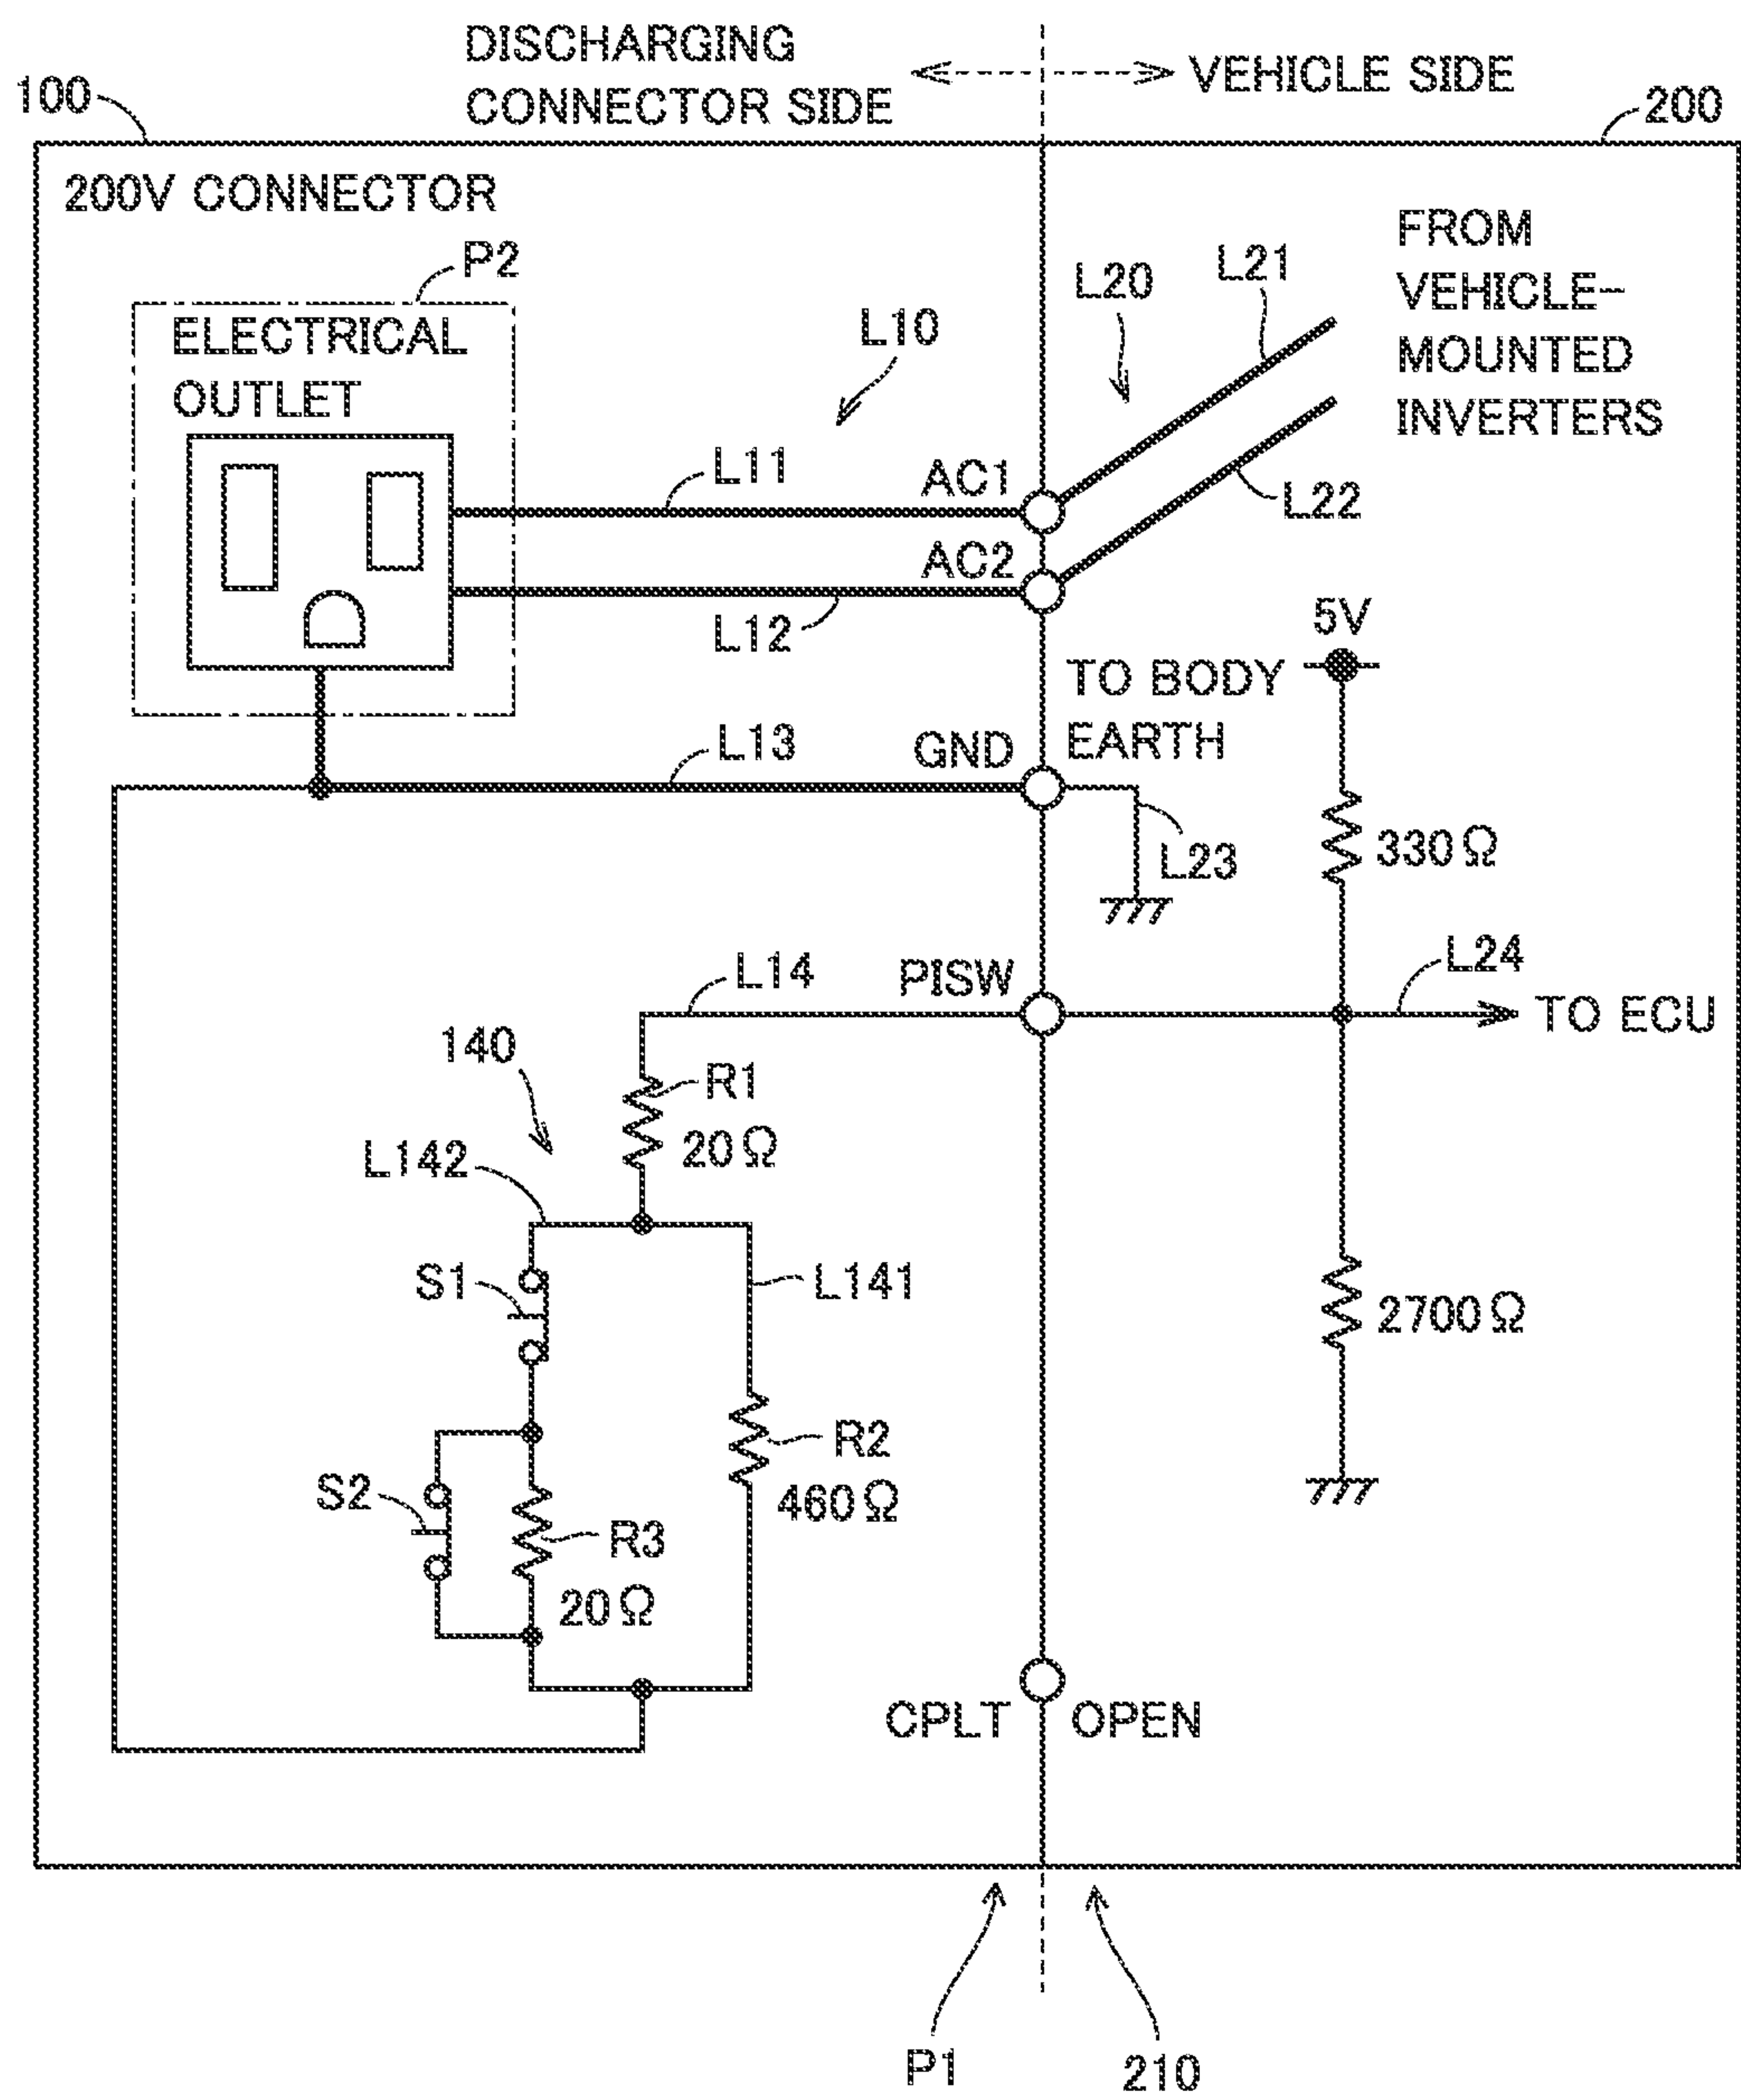 DISCHARGING
CONNECTOR SIDE
VEHICLE SIDE
100
200
200V CONNECTOR
P2
ELECTRICAL
OUTLET
L10
L20
L21
FROM
VEHICLE-
MOUNTED
INVERTERS
L11
AC1
L22
AC2
L12
5V
TO BODY
EARTH
L13
GND
330Ω
L23
L14
PISW
L24
TO ECU
140
R1
20Ω
L142
S1
L141
2700Ω
R2
460Ω
S2
R3
20Ω
CPLT
OPEN
P1
210